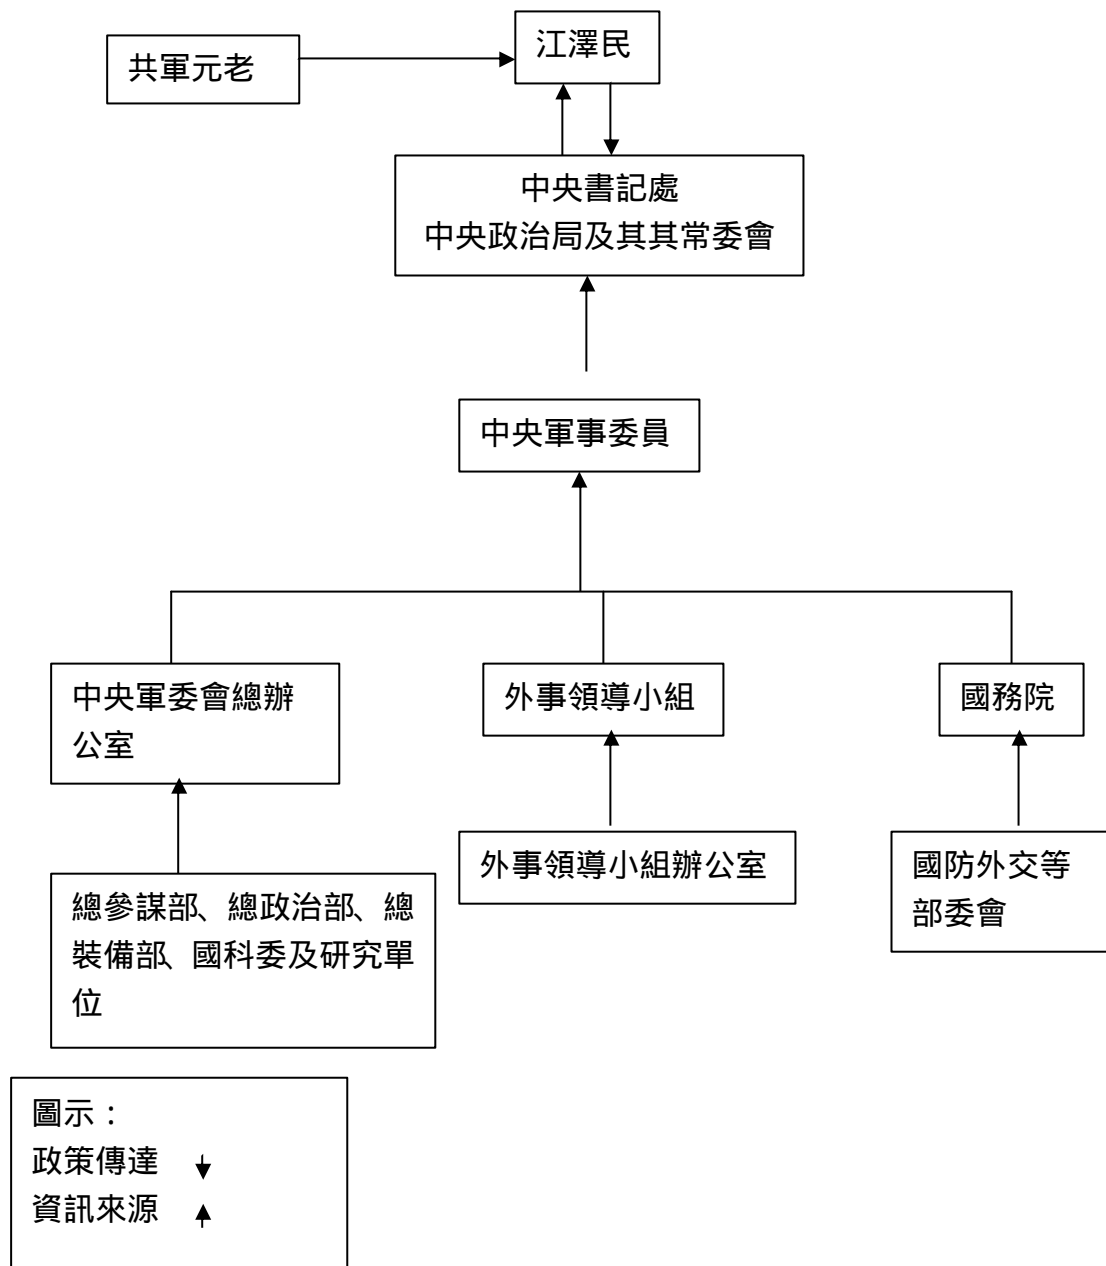 共軍元老
江澤民
中央書記處
中央政治局及其其常委會
中央軍事委員
中央軍委會總辦
公室
外事領導小組
國務院
總參謀部、總政治部、總
裝備部、國科委及研究單
位
外事領導小組辦公室
國防外交等
部委會
圖示：
政策傳達
資訊來源